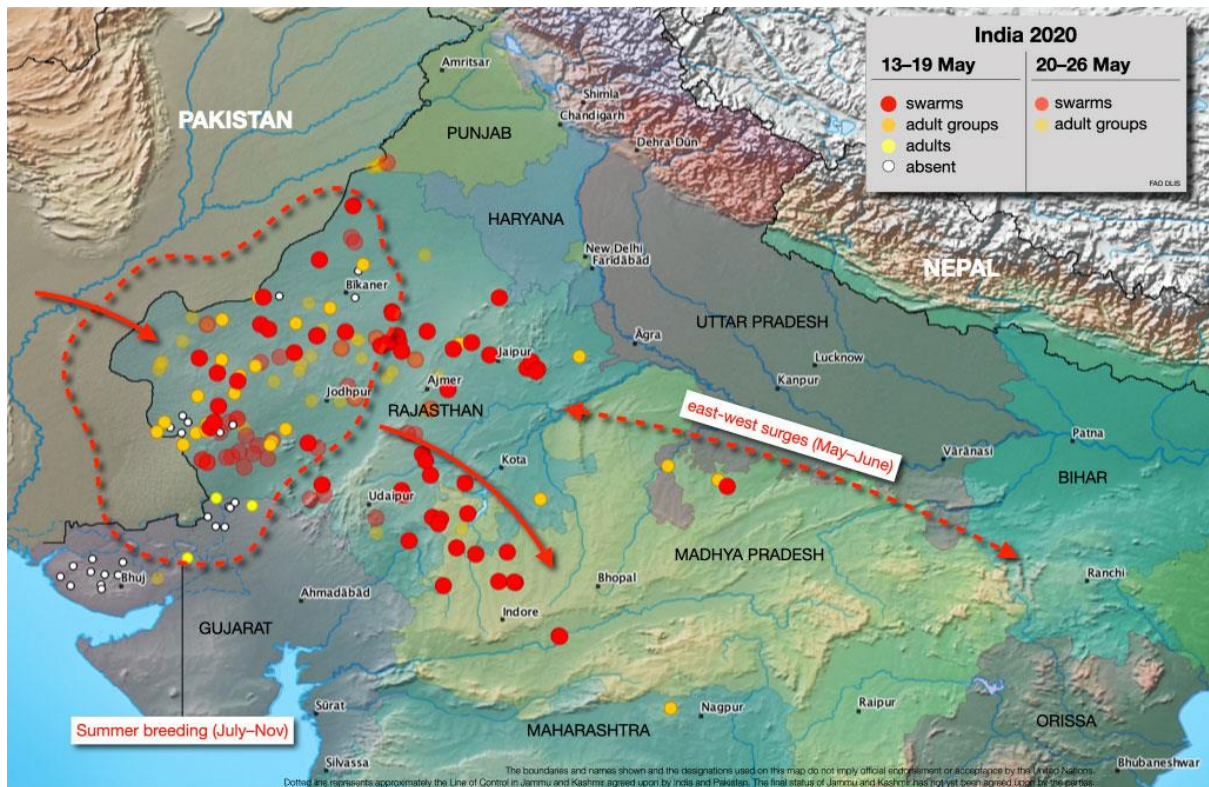 India 2020
13–19 May
20–26 May
swarms
adult groups
adults
absent
swarms
adult groups
FAO DLIS
Amritsar
Shimla
Chandigarh
PAKISTAN
PUNJAB
Dehra Dūn
HARYANA
New Delhi
Farīdābād
NEPAL
Bīkaner
UTTAR PRADESH
Āgra
Jaipur
Lucknow
Kānpur
Ajmer
Jodhpur
RAJASTHAN
east-west surges (May–June)
Patna
Vārānasi
Kota
BIHAR
Udaipur
MADHYA PRADESH
Ranchi
Bhopal
Bhuj
Ahmadābād
Indore
GUJARAT
Sūrat
Nagpur
Raipur
Summer breeding (July–Nov)
MAHARASHTRA
ORISSA
Silvassa
Bhubaneshwar
The boundaries and names shown and the designations used on this map do not imply official endorsement or acceptance by the United Nations.
Dotted line represents approximately the Line of Control in Jammu and Kashmir agreed upon by India and Pakistan. The final status of Jammu and Kashmir has not yet been agreed upon by the parties.